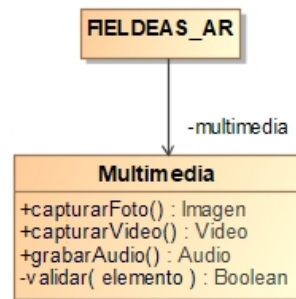 FIELDEAS_AR
-multimedia
Multimedia
+capturarFoto() : Imagen
+capturarVideo() : Video
+grabarAudio() : Audio
-validar( elemento ) : Boolean